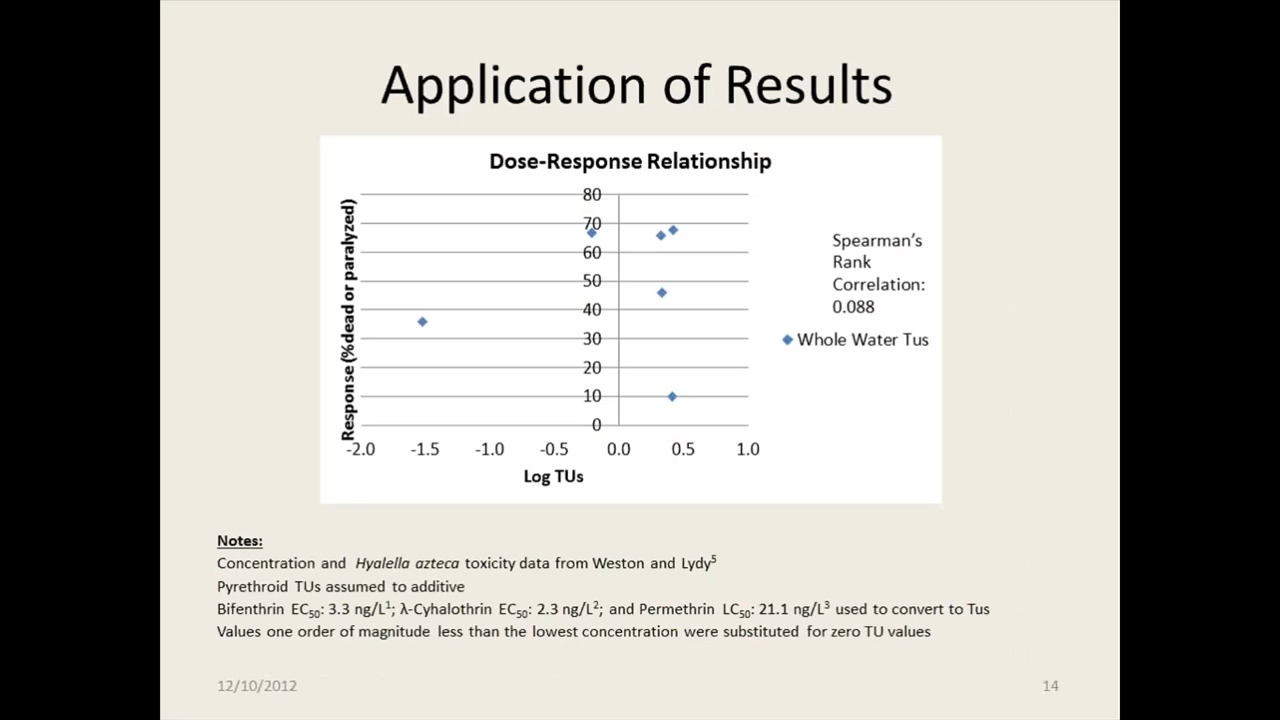 Application of Results
Dose-Response Relationship
80
70
60
50
40
30
20
10
0
Response (%dead or paralyzed)
-2.0 -1.5 -1.0 -0.5 0.0 0.5 1.0
Log TUs
Spearman’s
Rank
Correlation:
0.088
Whole Water Tus
Notes:
Concentration and Hyalella azteca toxicity data from Weston and Lydy⁵
Pyrethroid TUs assumed to additive
Bifenthrin EC₅₀: 3.3 ng/L¹; λ-Cyhalothrin EC₅₀: 2.3 ng/L²; and Permethrin LC₅₀: 21.1 ng/L³ used to convert to Tus
Values one order of magnitude less than the lowest concentration were substituted for zero TU values
12/10/2012
14